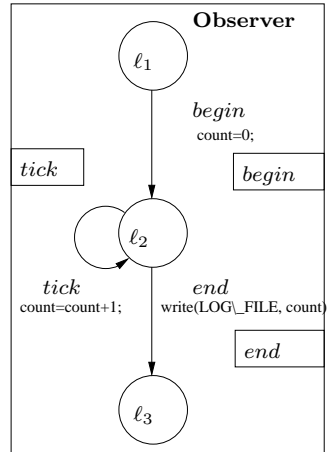 Observer
ℓ1
begin
count=0;
tick
begin
ℓ2
tick
end
count=count+1;
write(LOG\_FILE, count)
end
ℓ3